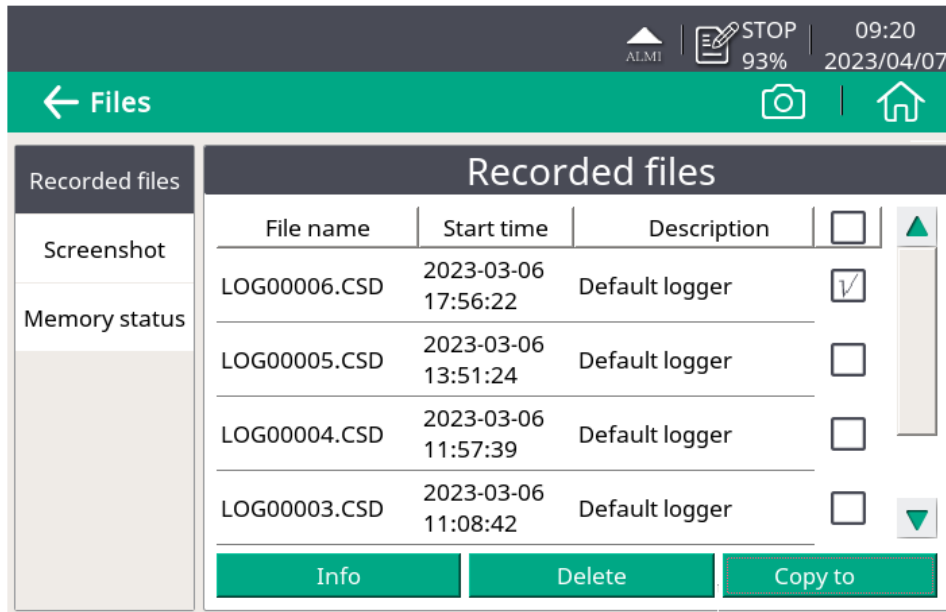 ALMI STOP 09:20
93% 2023/04/07
Files
Recorded files
Screenshot
Memory status
Recorded files
File name Start time Description
LOG00006.CSD 2023-03-06 17:56:22 Default logger
LOG00005.CSD 2023-03-06 13:51:24 Default logger
LOG00004.CSD 2023-03-06 11:57:39 Default logger
LOG00003.CSD 2023-03-06 11:08:42 Default logger
Info Delete Copy to